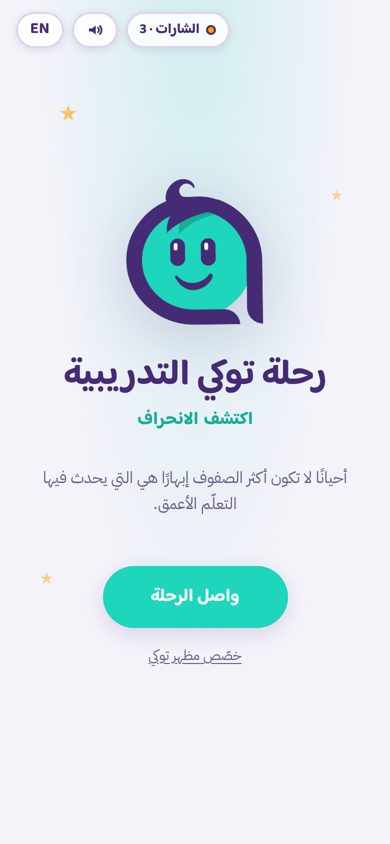 الشارات · 3
EN
رحلة توكي التدريبية
اكتشف الانحراف
أحيانًا لا تكون أكثر الصفوف إبهارًا هي التي يحدث فيها
التعلّم الأعمق.
واصل الرحلة
خصّص مظهر توكي